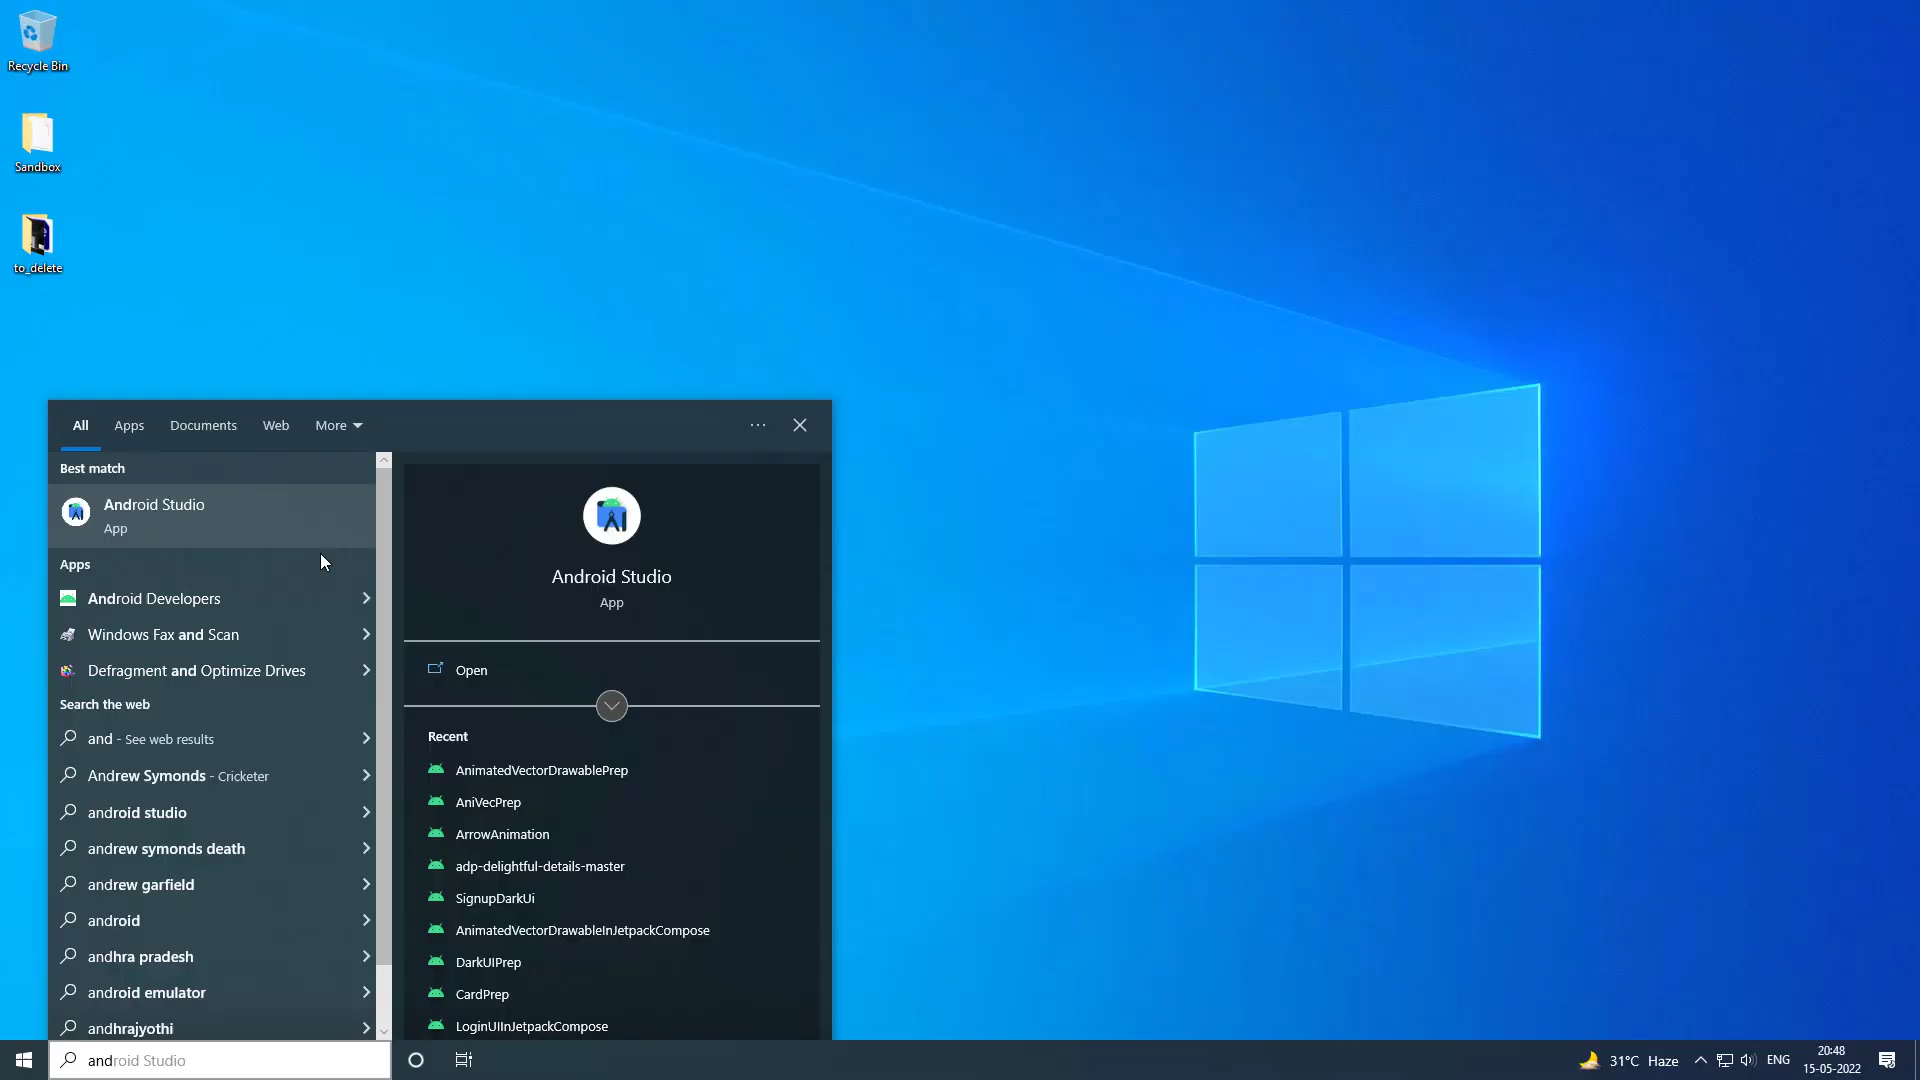 Recycle Bin
Sandbox
to_delete
All Apps Documents Web More
Best match
Android Studio
App
Apps
Android Developers
Windows Fax and Scan
Defragment and Optimize Drives
Search the web
and - See web results
Andrew Symonds - Cricketer
android studio
andrew symonds death
andrew garfield
android
andhra pradesh
android emulator
andhrajyothi
Android Studio
App
Open
Recent
AnimatedVectorDrawablePrep
AniVecPrep
ArrowAnimation
adp-delightful-details-master
SignupDarkUi
AnimatedVectorDrawableInJetpackCompose
DarkUIPrep
CardPrep
LoginUIInJetpackCompose
android Studio
31°C Haze
ENG
20:48
15-05-2022